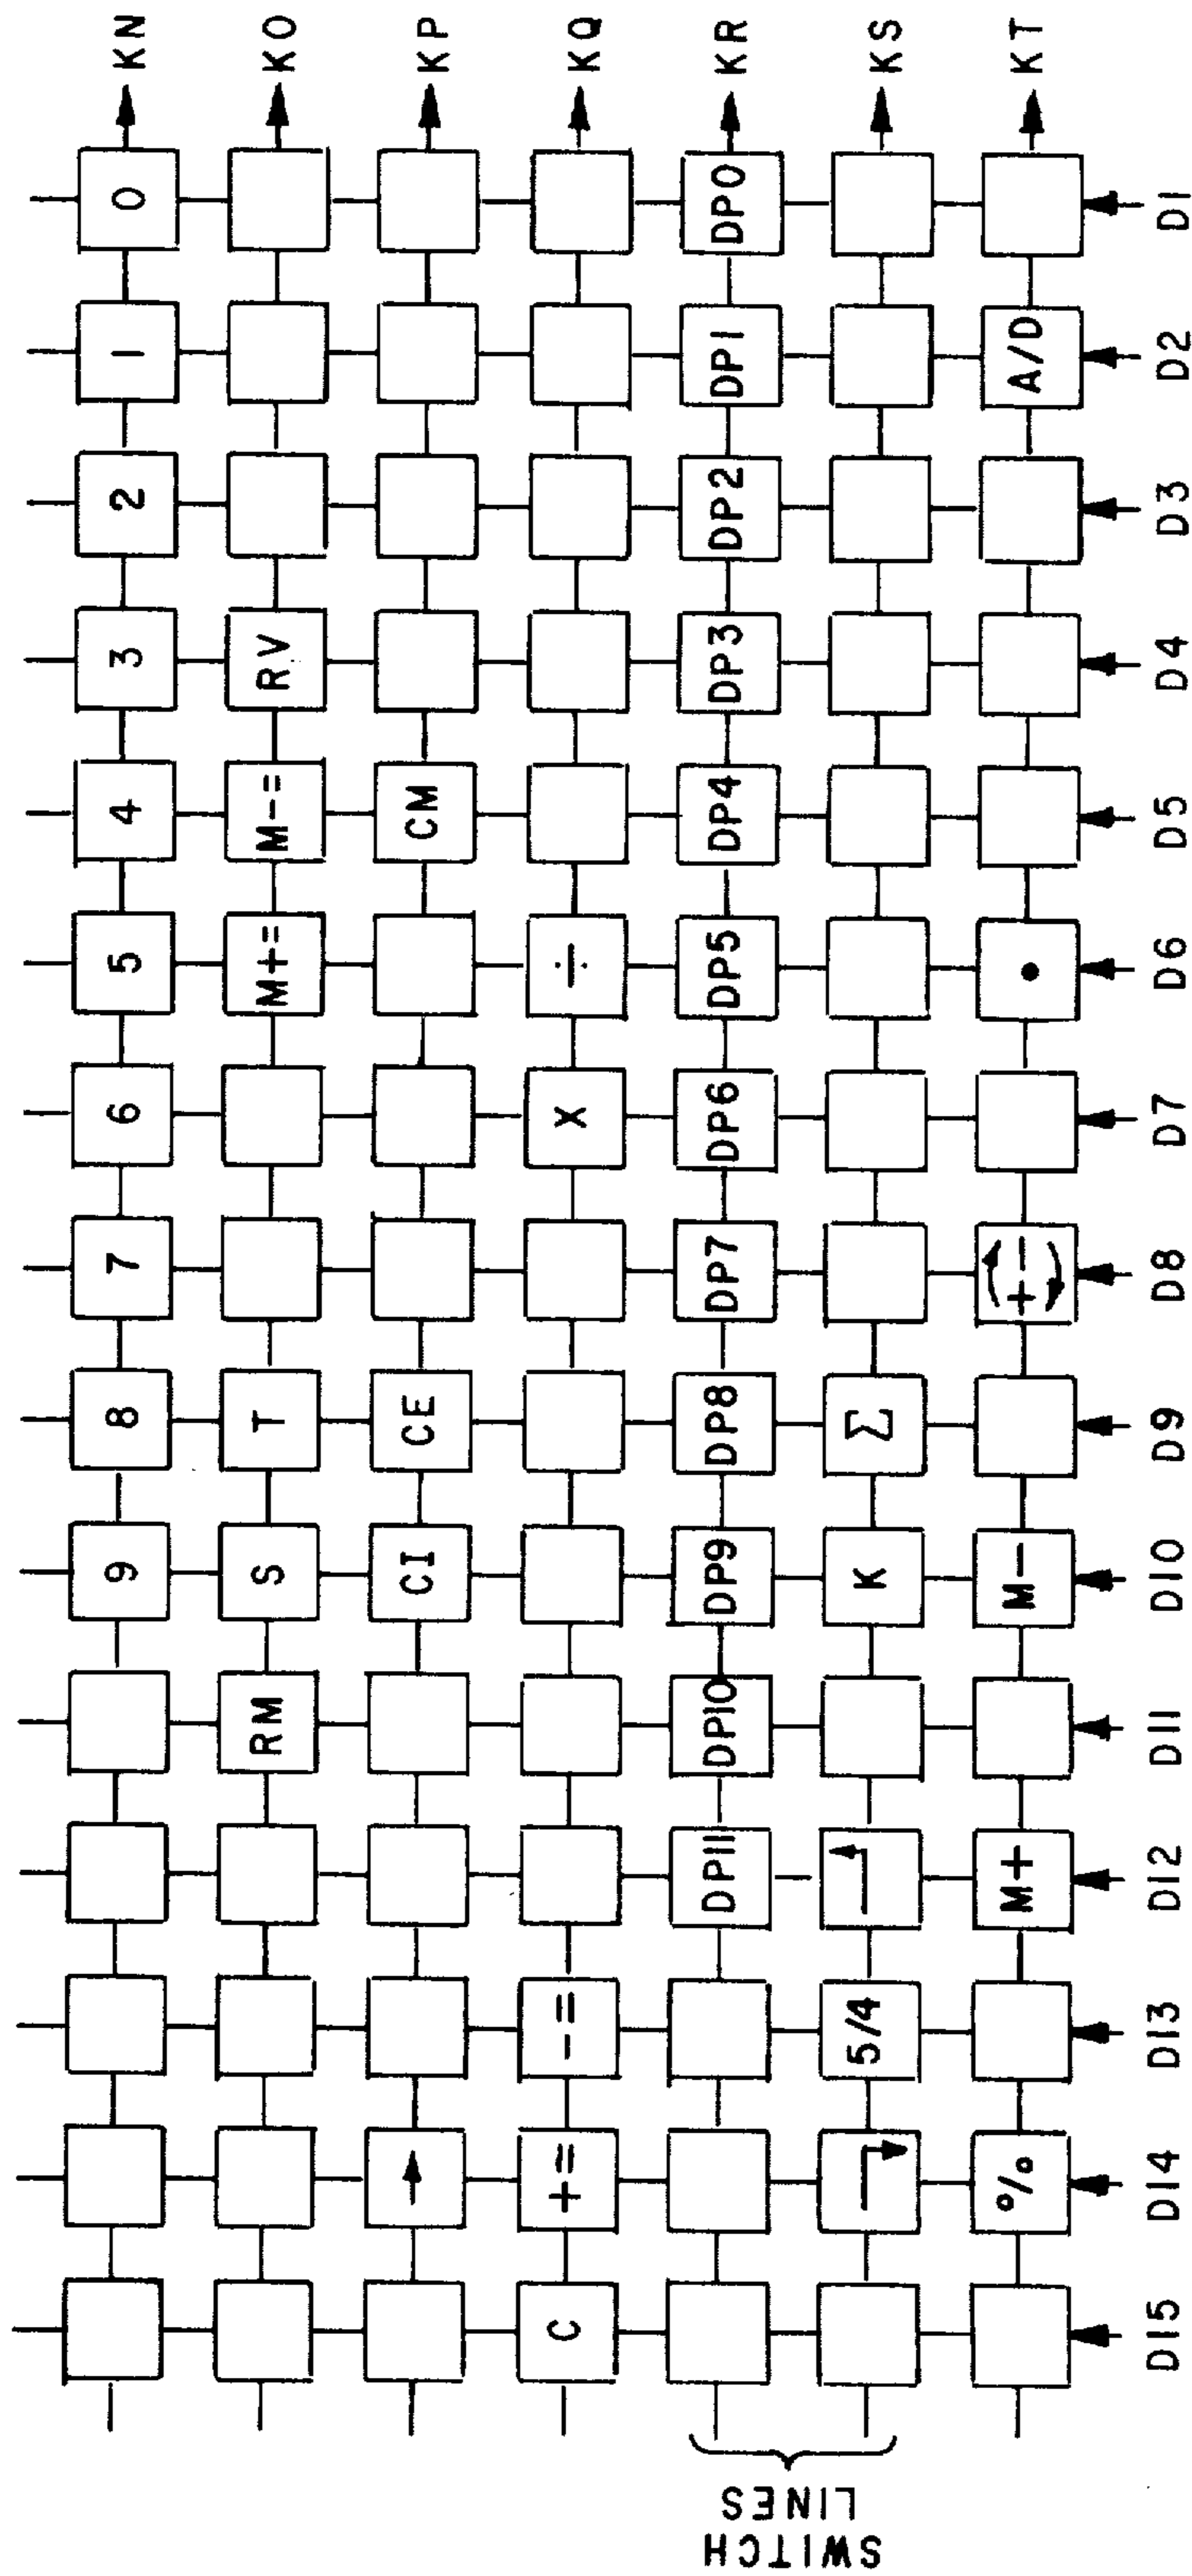 9 8 7 6 5 4 3 2 1 0 KN
RM S T M+= M-= RV KO
→ CI CE CM KP
C += -= X ÷ KQ
SWITCH
LINES
DP11 DP10 DP9 DP8 DP7 DP6 DP5 DP4 DP3 DP2 DP1 DP0 KR
5/4 K Σ KS
% M+ M- +- • A/D KT
D15 D14 D13 D12 D11 D10 D9 D8 D7 D6 D5 D4 D3 D2 D1